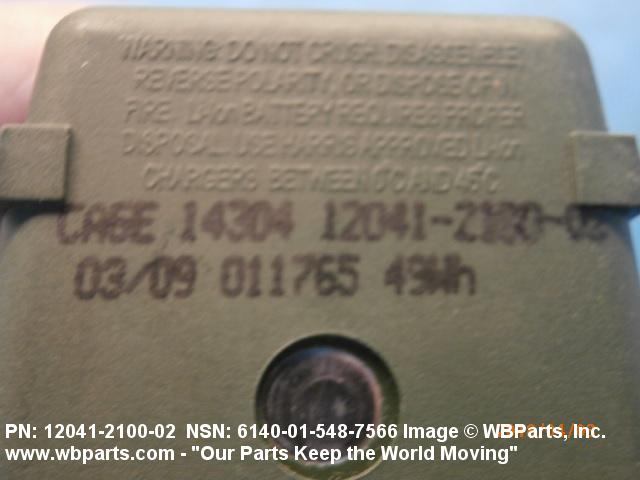 WARNING: DO NOT CRUSH, DISASSEMBLE,
REVERSE POLARITY, OR DISPOSE OF IN
FIRE. Li-Ion BATTERY REQUIRES PROPER
DISPOSAL. USE HARRIS APPROVED Li-Ion
CHARGERS BETWEEN 0°C AND 45°C
CAGE 14304 12041-2100-02
03/09 011765 49Wh
PN: 12041-2100-02 NSN: 6140-01-548-7566 Image © WBParts, Inc.
www.wbparts.com - "Our Parts Keep the World Moving"